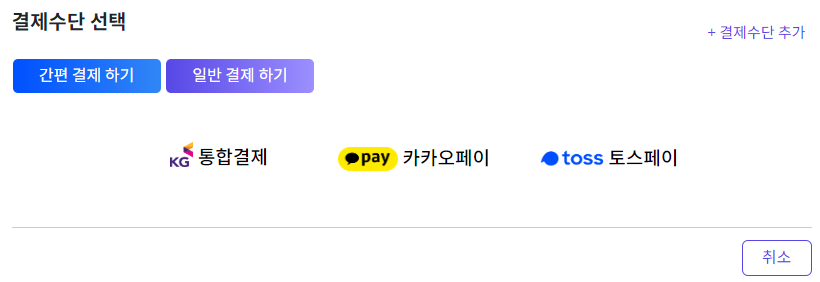 결제수단 선택
+ 결제수단 추가
간편 결제 하기 일반 결제 하기
KG 통합결제 pay 카카오페이 toss 토스페이
취소